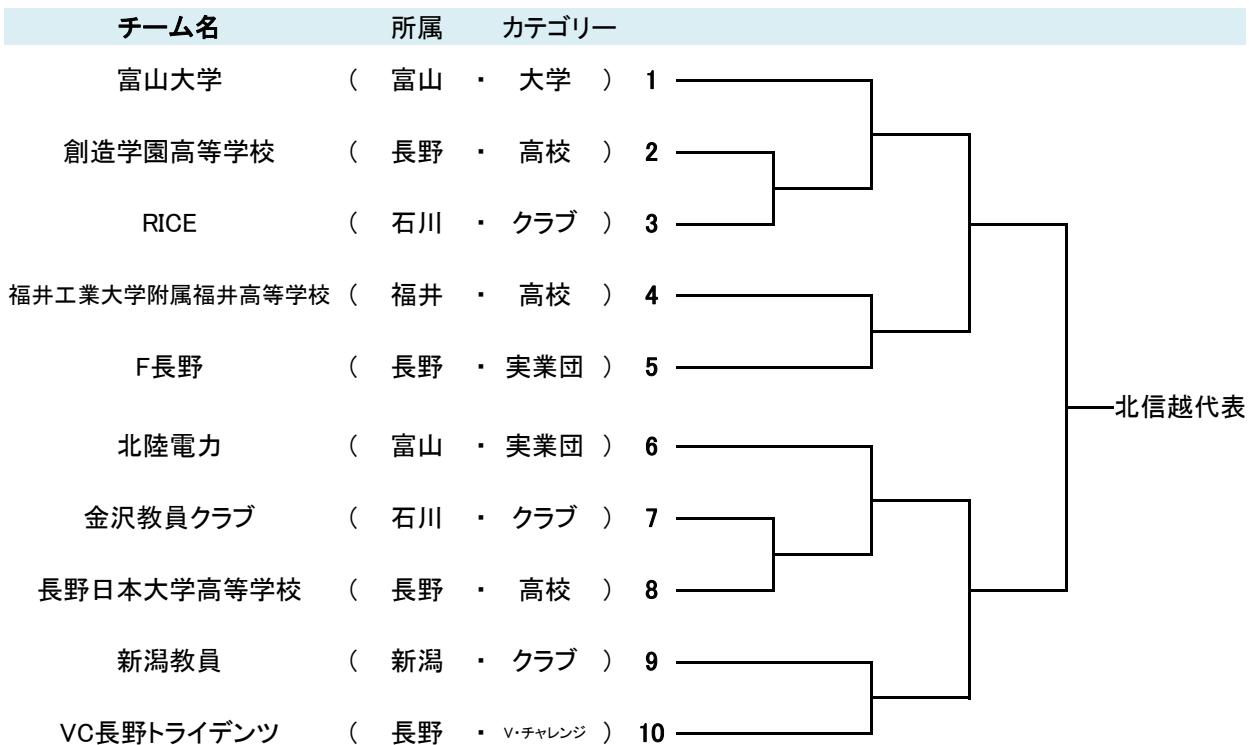 チーム名 所属 カテゴリー
富山大学 ( 富山 ・ 大学 ) 1
創造学園高等学校 ( 長野 ・ 高校 ) 2
RICE ( 石川 ・ クラブ ) 3
福井工業大学附属福井高等学校 ( 福井 ・ 高校 ) 4
F長野 ( 長野 ・ 実業団 ) 5
北信越代表
北陸電力 ( 富山 ・ 実業団 ) 6
金沢教員クラブ ( 石川 ・ クラブ ) 7
長野日本大学高等学校 ( 長野 ・ 高校 ) 8
新潟教員 ( 新潟 ・ クラブ ) 9
VC長野トライデンツ ( 長野 ・ V・チャレンジ ) 10